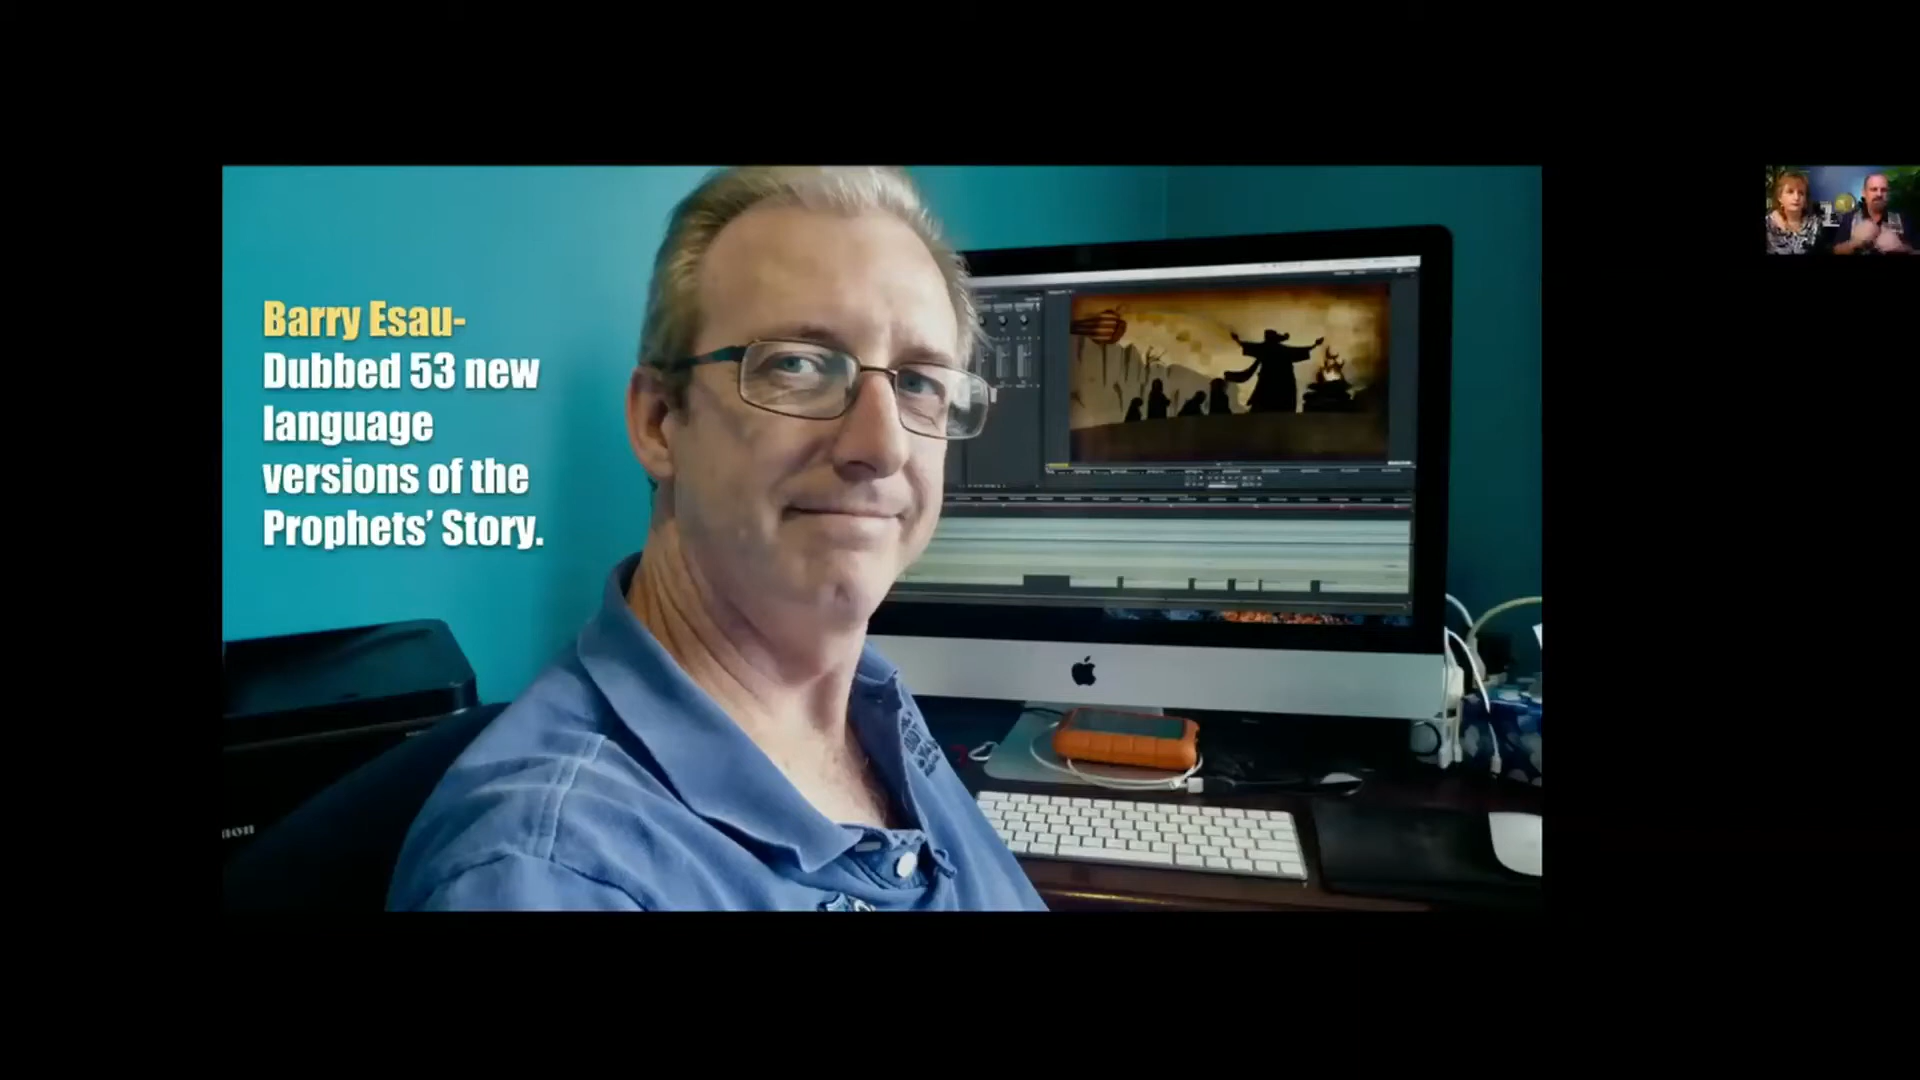 Barry Esau-
Dubbed 53 new
language
versions of the
Prophets’ Story.